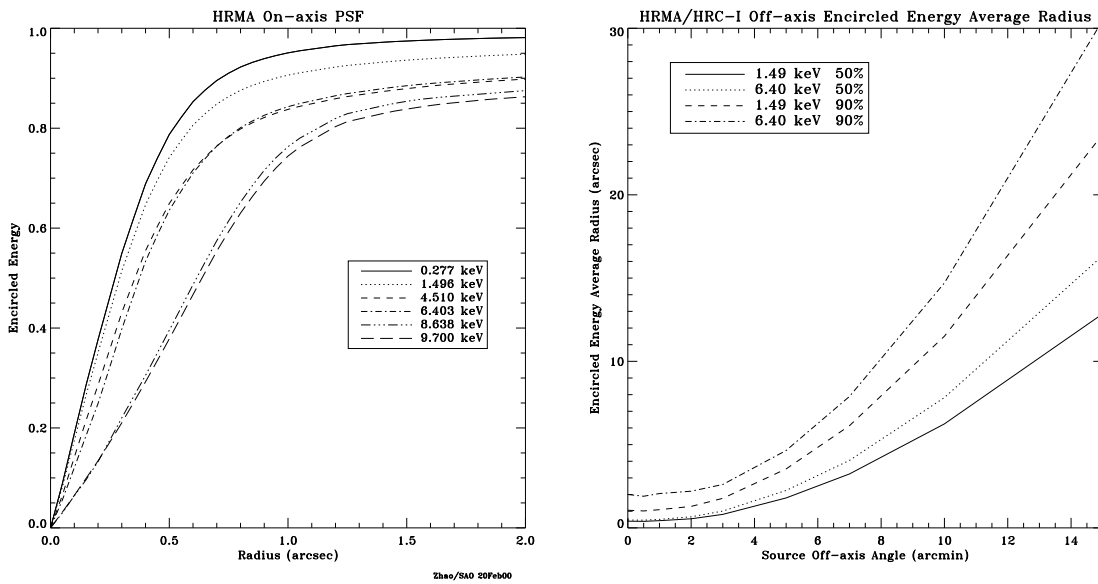 HRMA On-axis PSF
1.0
0.8
0.6
0.4
0.2
0.0
Encircled Energy
0.277 keV
1.496 keV
4.510 keV
6.403 keV
8.638 keV
9.700 keV
0.0 0.5 1.0 1.5 2.0
Radius (arcsec)
Zhao/SAO 20Feb00
HRMA/HRC-I Off-axis Encircled Energy Average Radius
30
20
10
0
Encircled Energy Average Radius (arcsec)
1.49 keV 50%
6.40 keV 50%
1.49 keV 90%
6.40 keV 90%
0 2 4 6 8 10 12 14
Source Off-axis Angle (arcmin)